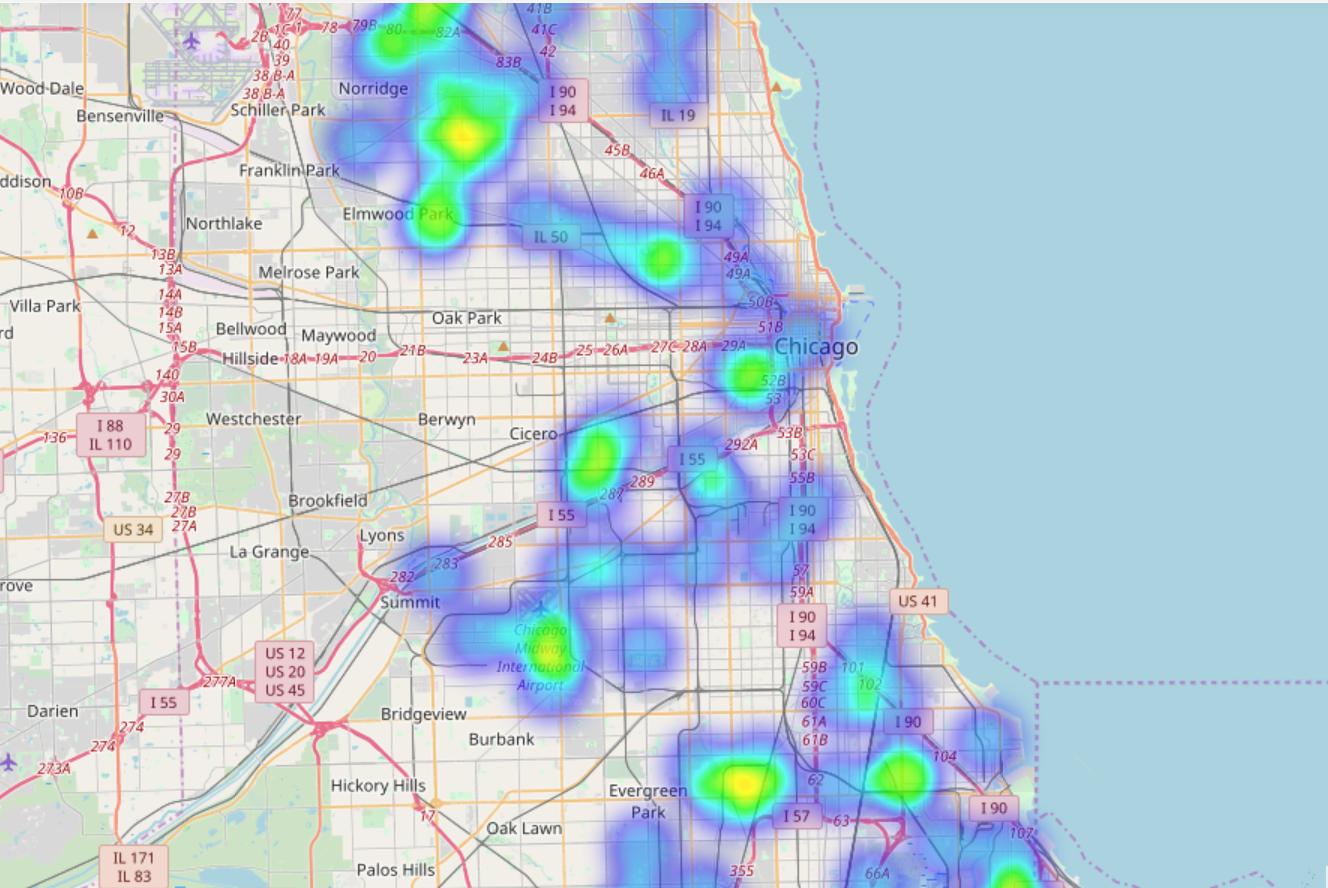 41B
77
1C 1
78
79B
80
82A
41C
2B
40
42
39
83B
38 B-A
38 B-A
Wood Dale
Norridge
I 90
I 94
Schiller Park
Bensenville
IL 19
45B
Franklin Park
46A
ddison
10B
Elmwood Park
I 90
I 94
Northlake
12
IL 50
13B
13A
49A
49A
Melrose Park
14A
14B
15A
Villa Park
50B
Oak Park
51B
rd
Bellwood
Maywood
15B
Hillside
18A
19A
20
21B
23A
24B
25
26A
27C
28A
29A
Chicago
140
30A
52B
53
Westchester
Berwyn
I 88
IL 110
136
29
Cicero
53B
292A
29
53C
I 55
55B
289
287
27B
27B
27A
Brookfield
I 55
I 90
I 94
US 34
Lyons
285
La Grange
283
282
57
59A
rove
Summit
US 41
I 90
I 94
Chicago
Midway
International
Airport
US 12
US 20
US 45
59B
59C
60C
61A
61B
101
102
277A
I 55
Darien
Bridgeview
I 90
274
274
Burbank
104
273A
62
Hickory Hills
Evergreen
Park
17
I 57
63
I 90
Oak Lawn
107
IL 171
IL 83
Palos Hills
355
66A